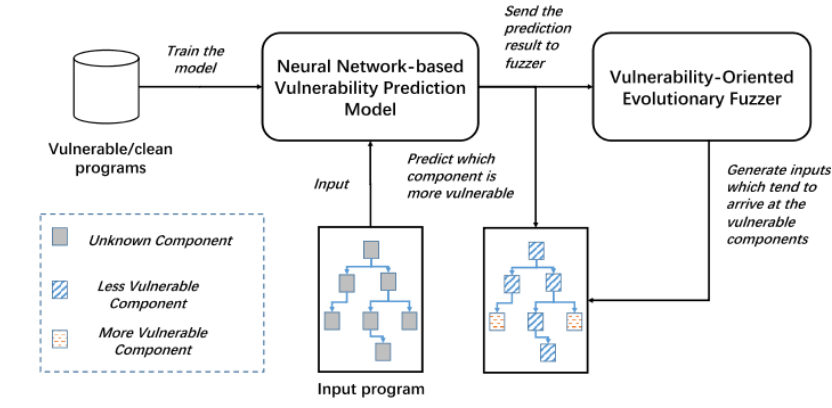 Send the
prediction
result to
fuzzer
Train the
model
Neural Network-based
Vulnerability Prediction
Model
Vulnerability-Oriented
Evolutionary Fuzzer
Vulnerable/clean
programs
Input
Predict which
component is
more vulnerable
Generate inputs
which tend to
arrive at the
vulnerable
components
Unknown Component
Less Vulnerable
Component
More Vulnerable
Component
Input program